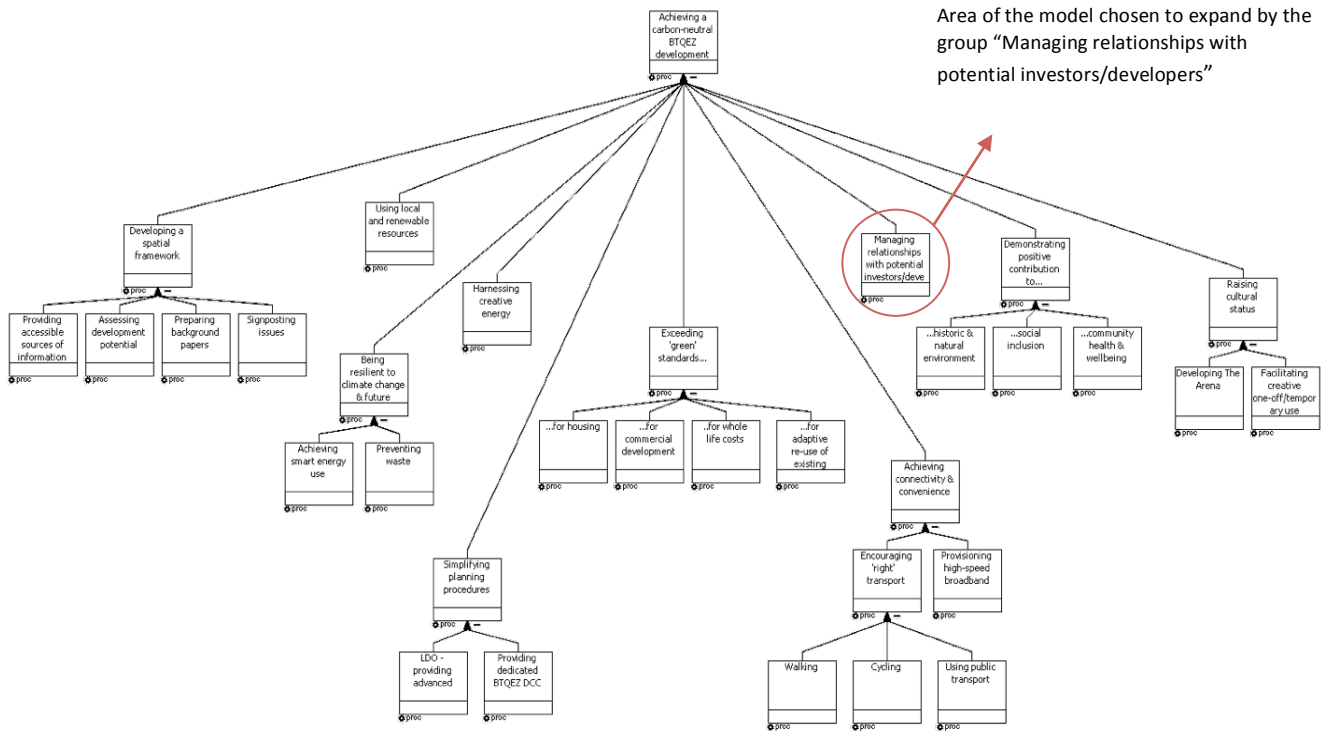 Achieving a
carbon-neutral
BTQEZ
development
proc
Area of the model chosen to expand by the
group “Managing relationships with
potential investors/developers”
Developing a
spatial
framework
proc
Using local
and renewable
resources
proc
Harnessing
creative
energy
proc
Managing
relationships
with potential
investors/deve
proc
Demonstrating
positive
contribution
to...
proc
Raising
cultural
status
proc
Providing
accessible
sources of
information
proc
Assessing
development
potential
proc
Preparing
background
papers
proc
Signposting
issues
proc
Being
resilient to
climate change
& future
proc
Exceeding
'green'
standards...
proc
...historic &
natural
environment
proc
...social
inclusion
proc
...community
health &
wellbeing
proc
Developing The
Arena
proc
Facilitating
creative
one-off/tempor
ary use
proc
Achieving
smart energy
use
proc
Preventing
waste
proc
...for housing
proc
...for
commercial
development
proc
..for whole
life costs
proc
...for
adaptive
re-use of
existing
proc
Achieving
connectivity &
convenience
proc
Simplifying
planning
procedures
proc
Encouraging
'right'
transport
proc
Provisioning
high-speed
broadband
proc
LDO -
providing
advanced
proc
Providing
dedicated
BTQEZ DCC
proc
Walking
proc
Cycling
proc
Using public
transport
proc